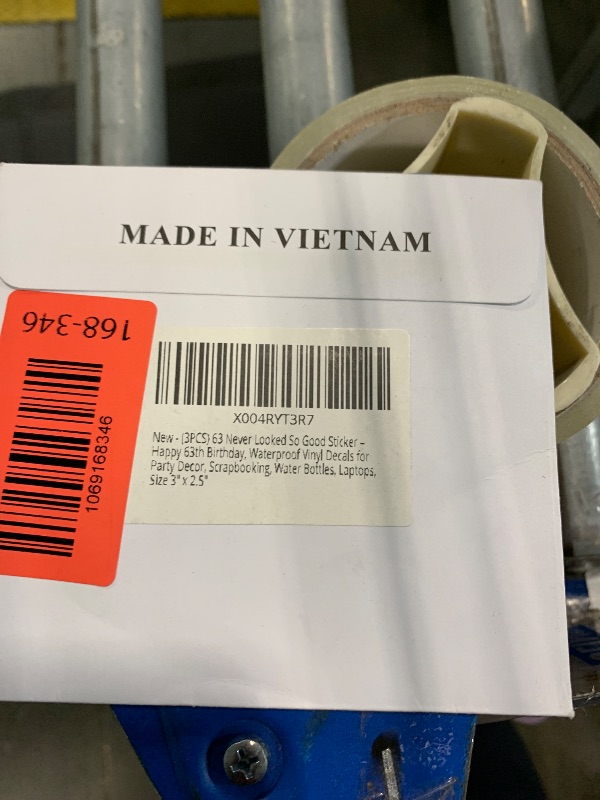 MADE IN VIETNAM
168-346
1069168346
X004RYT3R7
New - (3PCS) 63 Never Looked So Good Sticker –
Happy 63th Birthday, Waterproof Vinyl Decals for
Party Decor, Scrapbooking, Water Bottles, Laptops,
Size 3" x 2.5"